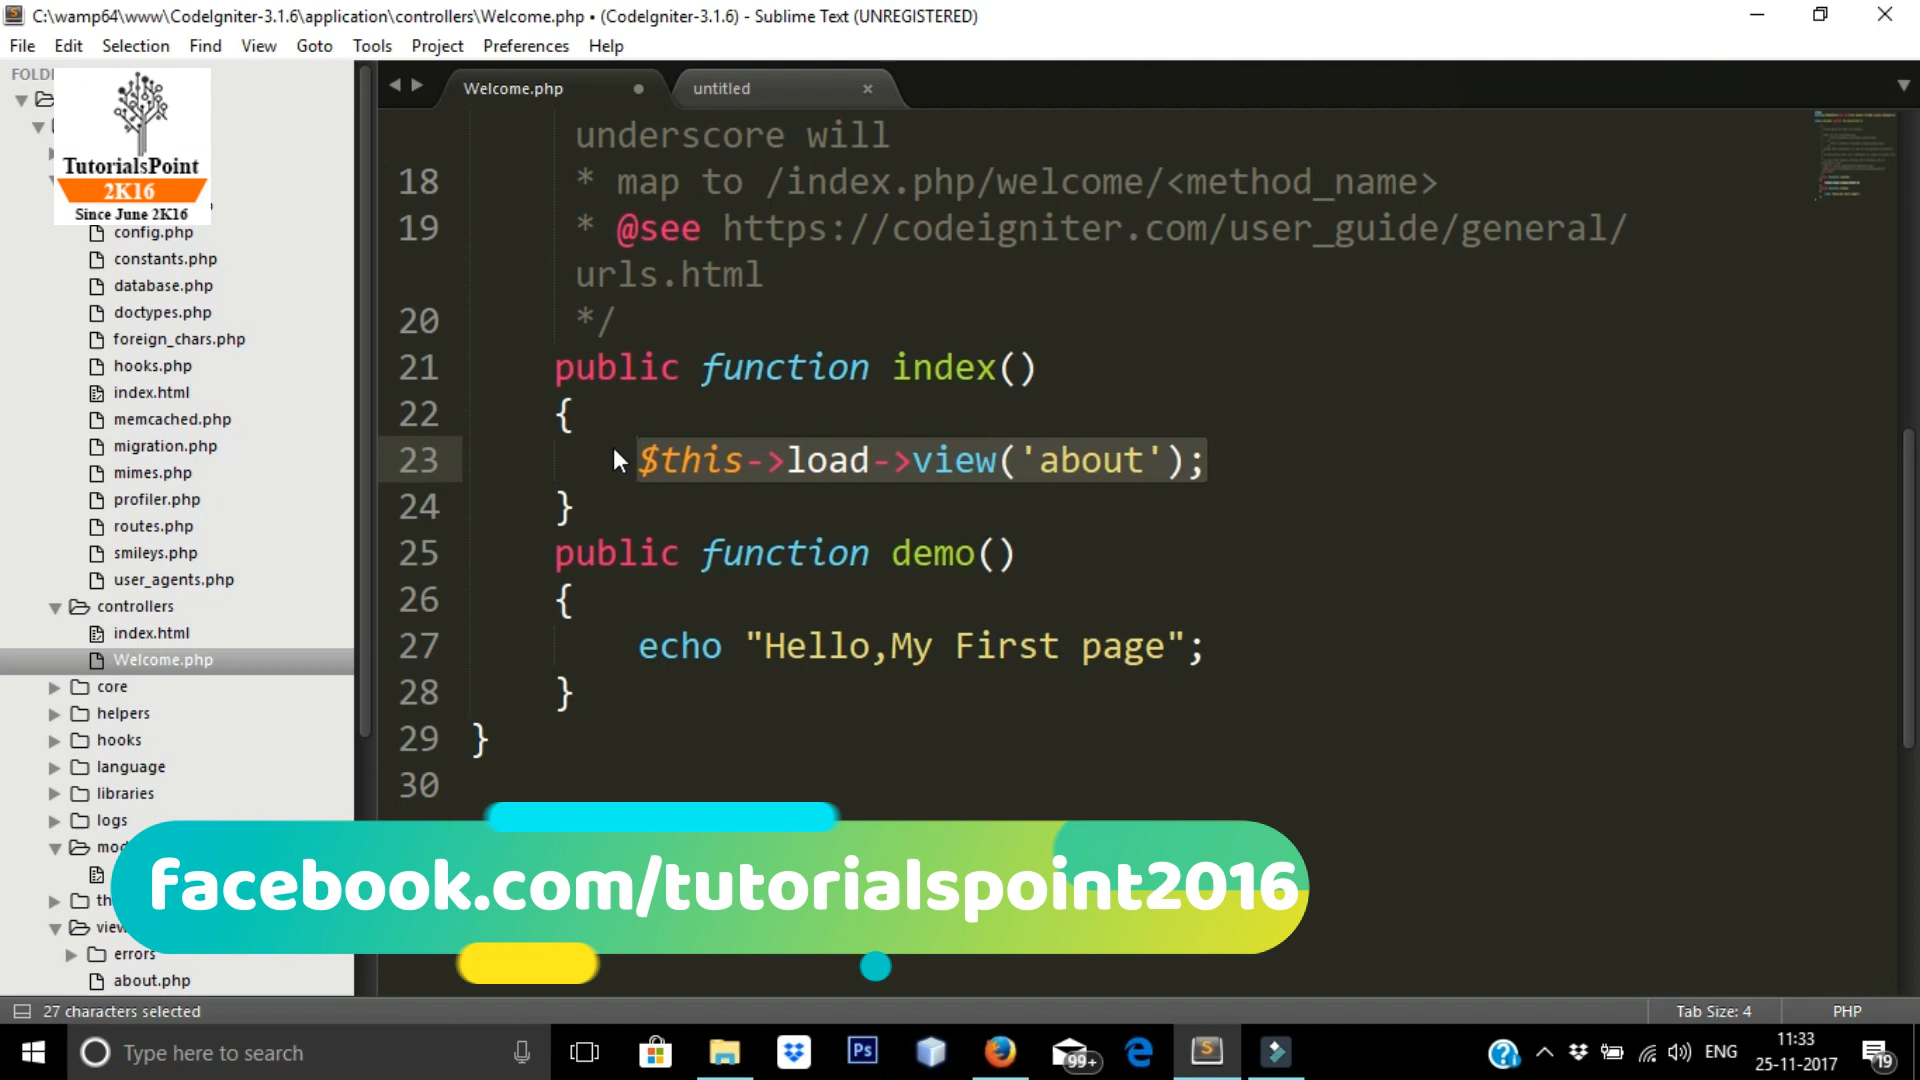 C:\wamp64\www\CodeIgniter-3.1.6\application\controllers\Welcome.php • (CodeIgniter-3.1.6) - Sublime Text (UNREGISTERED)
File Edit Selection Find View Goto Tools Project Preferences Help
TutorialsPoint
2K16
Since June 2K16
config.php
constants.php
database.php
doctypes.php
foreign_chars.php
hooks.php
index.html
memcached.php
migration.php
mimes.php
profiler.php
routes.php
smileys.php
user_agents.php
controllers
index.html
Welcome.php
core
helpers
hooks
language
libraries
logs
errors
about.php
Welcome.php untitled
underscore will
18 * map to /index.php/welcome/<method_name>
19 * @see https://codeigniter.com/user_guide/general/
urls.html
20 */
21 public function index()
22 {
23 $this->load->view('about');
24 }
25 public function demo()
26 {
27 echo "Hello,My First page";
28 }
29 }
30
facebook.com/tutorialspoint2016
27 characters selected Tab Size: 4 PHP
Type here to search
Ps
99+
ENG
11:33
25-11-2017
19